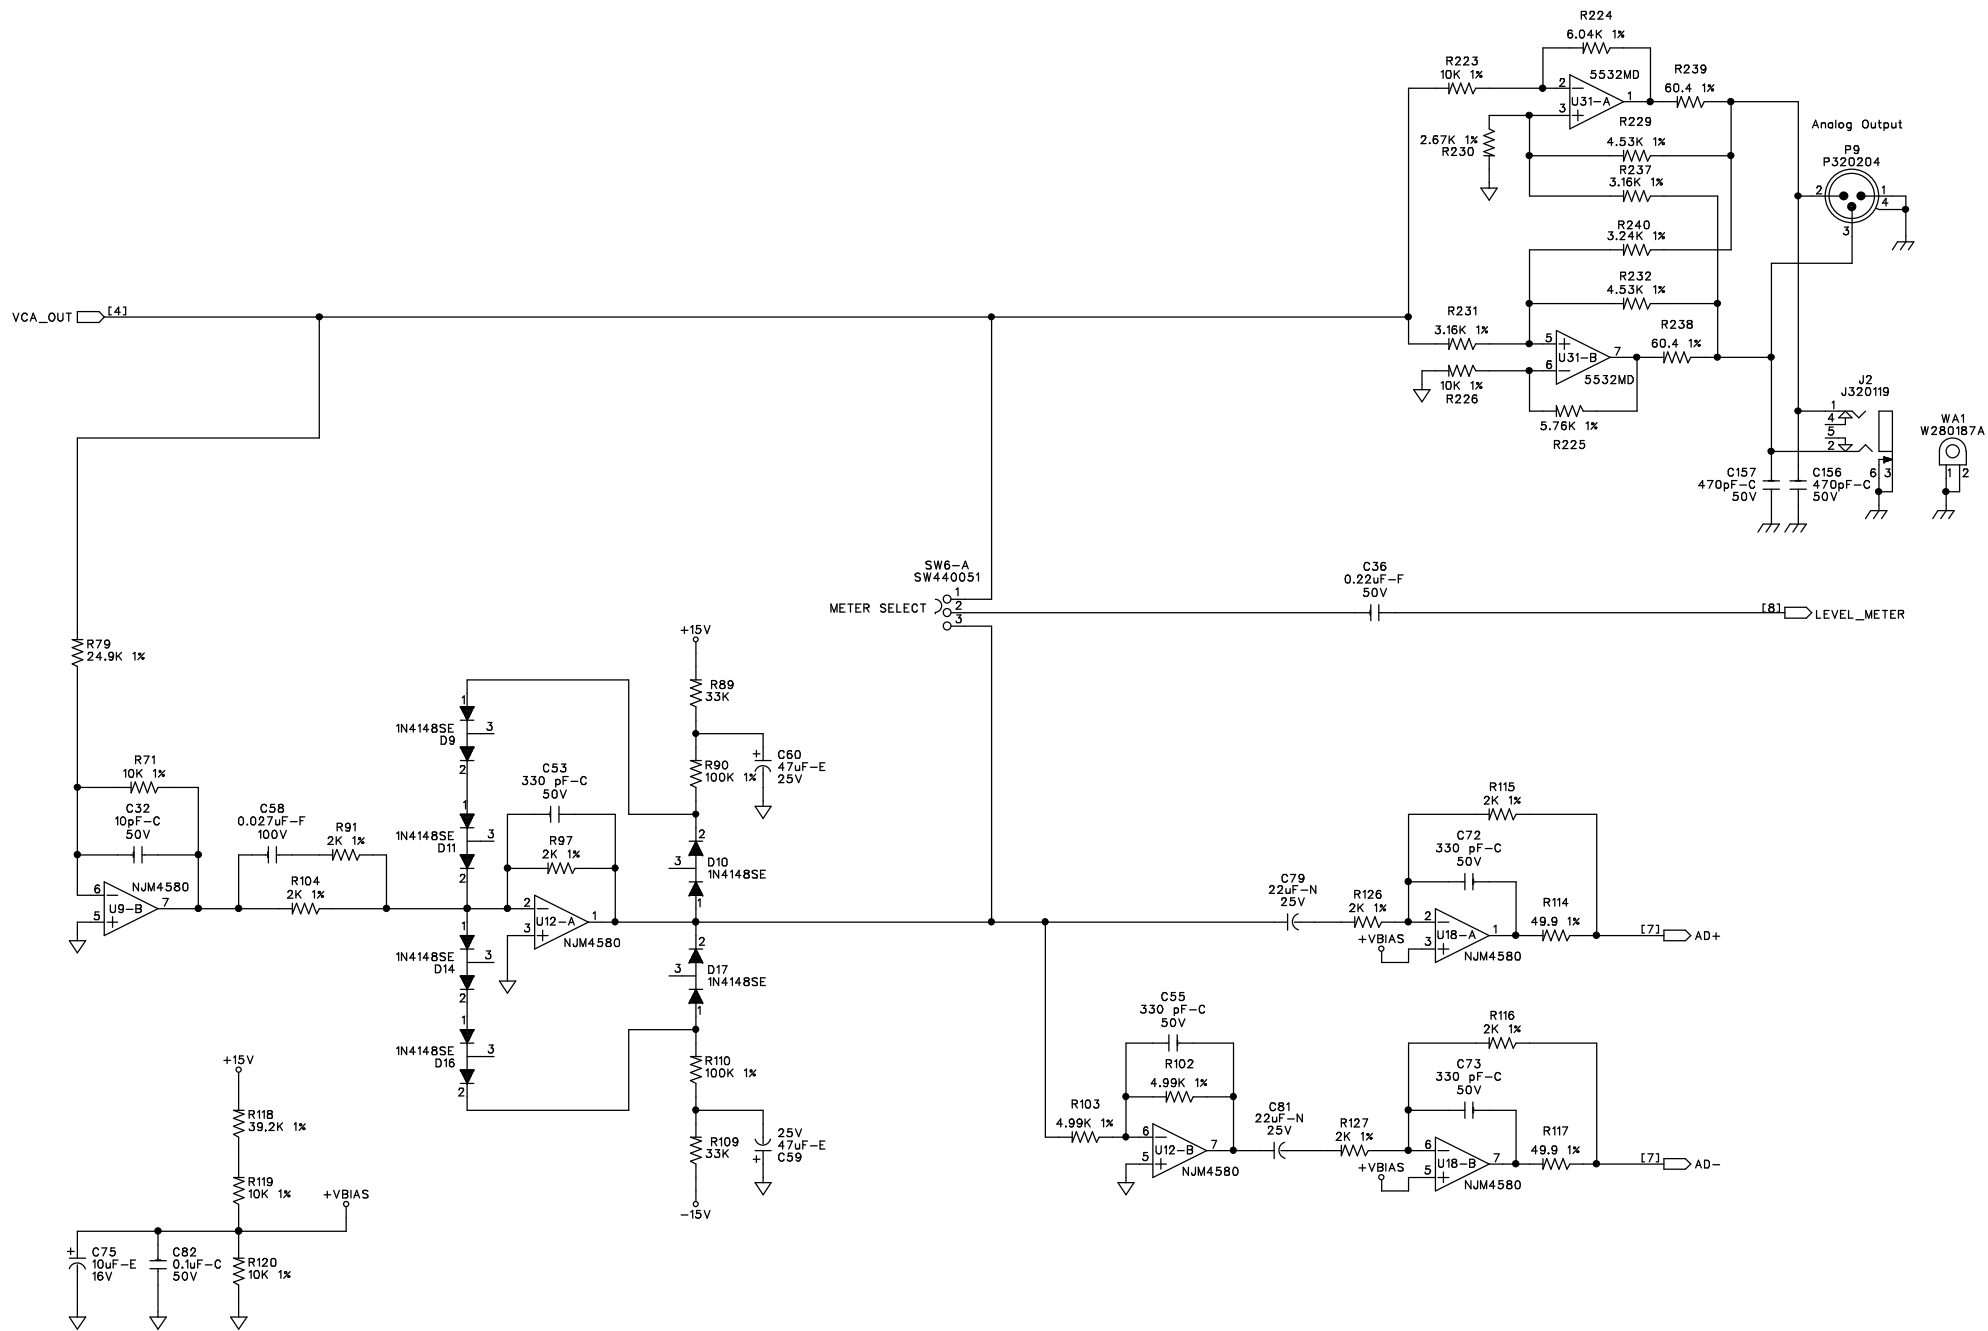 R224
6.04K 1%
R223
10K 1%
5532MD
R239
60.4 1%
2
U31-A
1
3
R229
4.53K 1%
2.67K 1%
R230
R237
3.16K 1%
Analog Output
P9
P320204
2
1
4
3
R240
3.24K 1%
R232
4.53K 1%
VCA_OUT
[4]
R231
3.16K 1%
R238
60.4 1%
5
U31-B
7
6
5532MD
10K 1%
R226
5.76K 1%
R225
J2
J320119
1
4
5
2
6
3
WA1
W280187A
1
2
C157
470pF-C
50V
C156
470pF-C
50V
SW6-A
SW440051
METER SELECT
1
2
3
C36
0.22uF-F
50V
[8]
LEVEL_METER
R79
24.9K 1%
+15V
R89
33K
1
1N4148SE
D9
3
2
R90
100K 1%
+
C60
47uF-E
25V
R71
10K 1%
C32
10pF-C
50V
C58
0.027uF-F
100V
R91
2K 1%
R104
2K 1%
NJM4580
6
U9-B
7
5
1
1N4148SE
D11
3
2
C53
330 pF-C
50V
R97
2K 1%
2
U12-A
1
3
NJM4580
2
3
D10
1N4148SE
1
1
1N4148SE
D14
3
2
2
3
D17
1N4148SE
1
1
1N4148SE
D16
3
2
R110
100K 1%
R109
33K
25V
47uF-E
+
C59
-15V
C79
22uF-N
25V
R126
2K 1%
R115
2K 1%
C72
330 pF-C
50V
2
U18-A
1
+VBIAS
3
NJM4580
R114
49.9 1%
[7]
AD+
C55
330 pF-C
50V
R102
4.99K 1%
R103
4.99K 1%
6
U12-B
7
5
NJM4580
C81
22uF-N
25V
R127
2K 1%
R116
2K 1%
C73
330 pF-C
50V
6
U18-B
7
+VBIAS
5
NJM4580
R117
49.9 1%
[7]
AD-
+15V
R118
39.2K 1%
R119
10K 1%
+VBIAS
+
C75
10uF-E
16V
C82
0.1uF-C
50V
R120
10K 1%